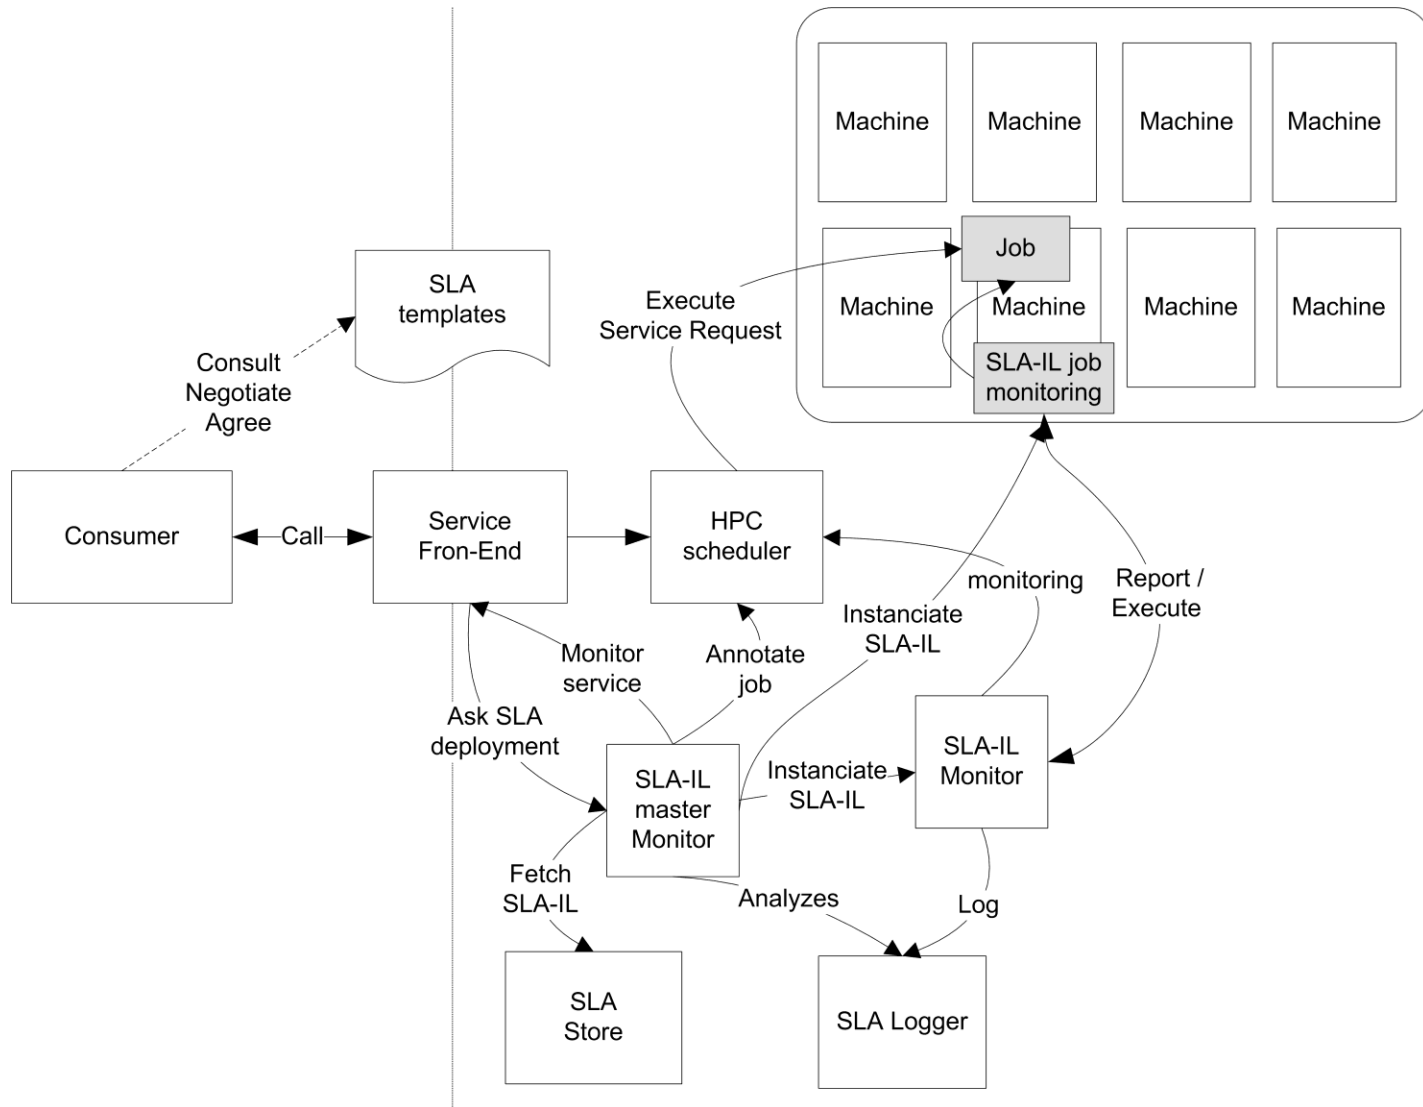 Machine
Machine
Machine
Machine
Job
SLA
templates
Execute
Service Request
Machine
Machine
Machine
Machine
SLA-IL job
monitoring
Consult
Negotiate
Agree
Consumer
Call
Service
Fron-End
HPC
scheduler
monitoring
Report /
Execute
Instanciate
SLA-IL
Monitor
service
Annotate
job
Ask SLA
deployment
SLA-IL
master
Monitor
Instanciate
SLA-IL
SLA-IL
Monitor
Fetch
SLA-IL
Analyzes
Log
SLA
Store
SLA Logger